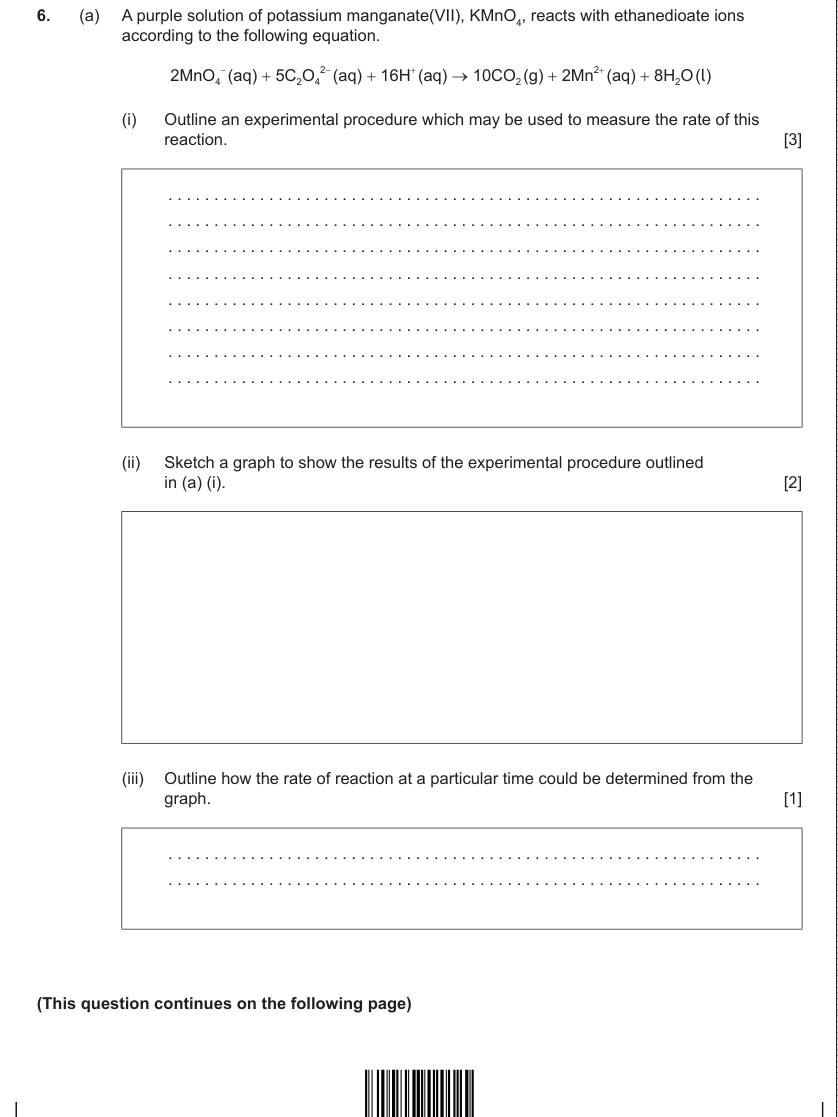 6. (a) A purple solution of potassium manganate(VII), KMnO₄, reacts with ethanedioate ions
according to the following equation.
2MnO₄⁻(aq) + 5C₂O₄²⁻(aq) + 16H⁺(aq) → 10CO₂(g) + 2Mn²⁺(aq) + 8H₂O(l)
(i) Outline an experimental procedure which may be used to measure the rate of this
reaction. [3]
(ii) Sketch a graph to show the results of the experimental procedure outlined
in (a) (i). [2]
(iii) Outline how the rate of reaction at a particular time could be determined from the
graph. [1]
(This question continues on the following page)